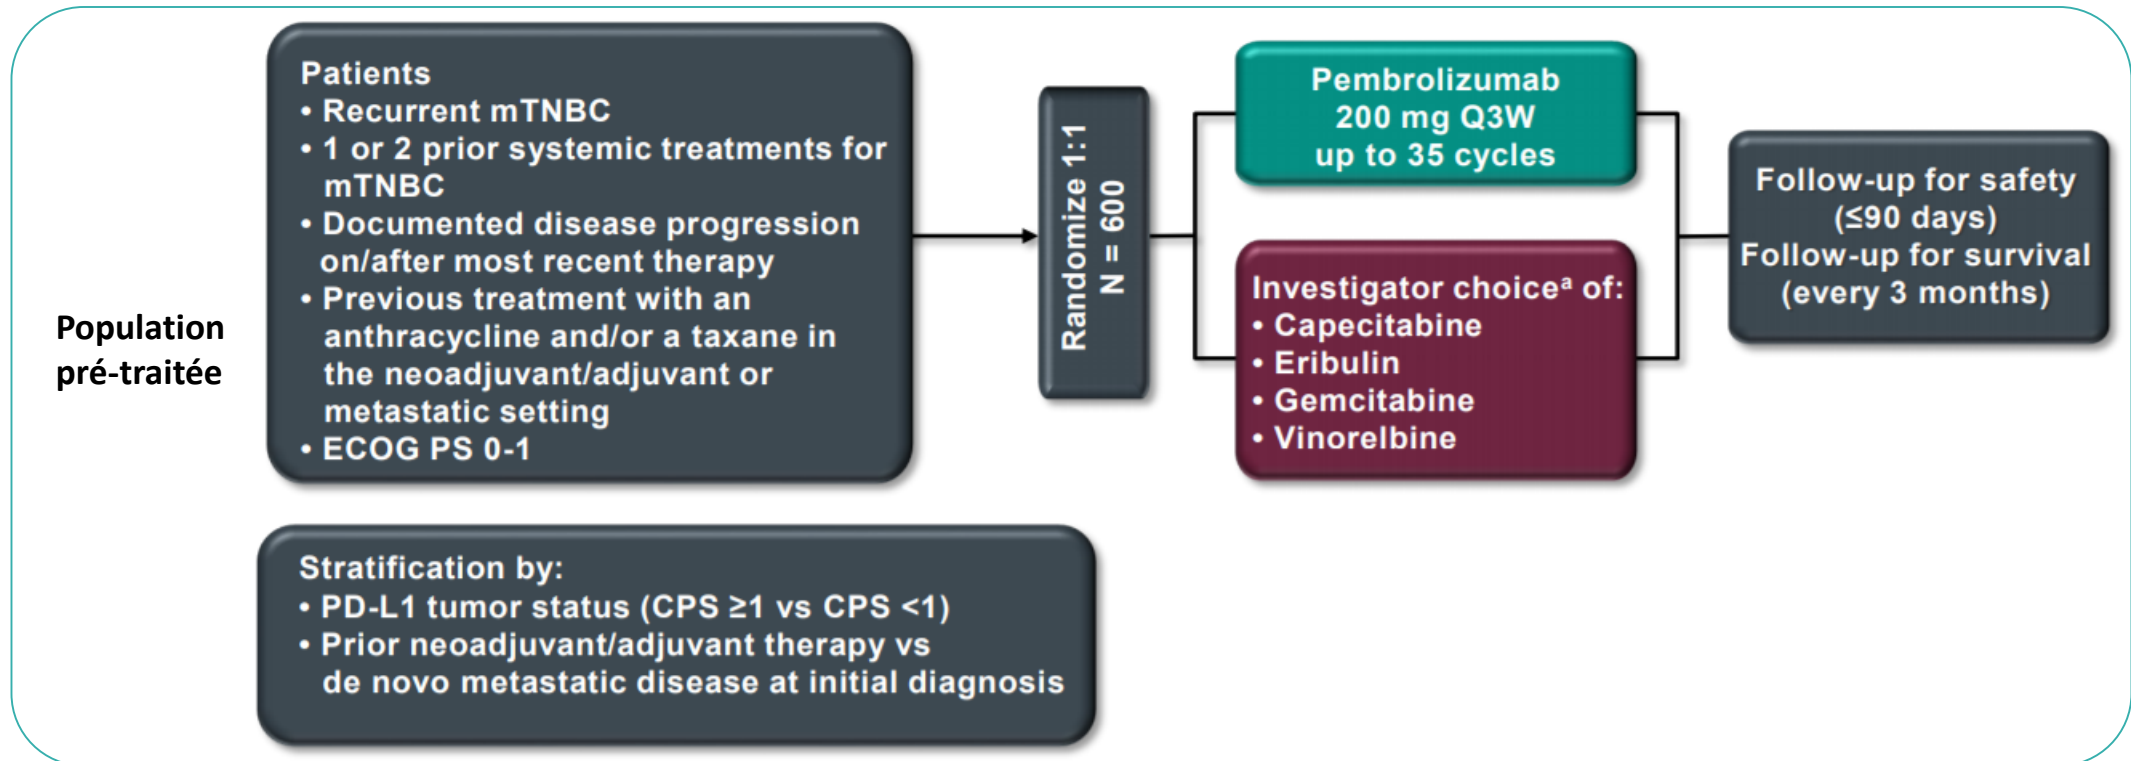 Population
pré-traitée
Patients
• Recurrent mTNBC
• 1 or 2 prior systemic treatments for
mTNBC
• Documented disease progression
on/after most recent therapy
• Previous treatment with an
anthracycline and/or a taxane in
the neoadjuvant/adjuvant or
metastatic setting
• ECOG PS 0-1
Randomize 1:1
N = 600
Pembrolizumab
200 mg Q3W
up to 35 cycles
Investigator choiceᵃ of:
• Capecitabine
• Eribulin
• Gemcitabine
• Vinorelbine
Follow-up for safety
(≤90 days)
Follow-up for survival
(every 3 months)
Stratification by:
• PD-L1 tumor status (CPS ≥1 vs CPS <1)
• Prior neoadjuvant/adjuvant therapy vs
de novo metastatic disease at initial diagnosis